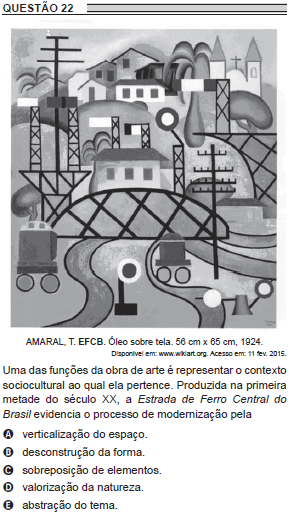 QUESTÃO 22
AMARAL, T. EFCB. Óleo sobre tela. 56 cm x 65 cm, 1924.
Disponível em: www.wikiart.org. Acesso em: 11 fev. 2015.
Uma das funções da obra de arte é representar o contexto
sociocultural ao qual ela pertence. Produzida na primeira
metade do século XX, a Estrada de Ferro Central do
Brasil evidencia o processo de modernização pela
A verticalização do espaço.
B desconstrução da forma.
C sobreposição de elementos.
D valorização da natureza.
E abstração do tema.